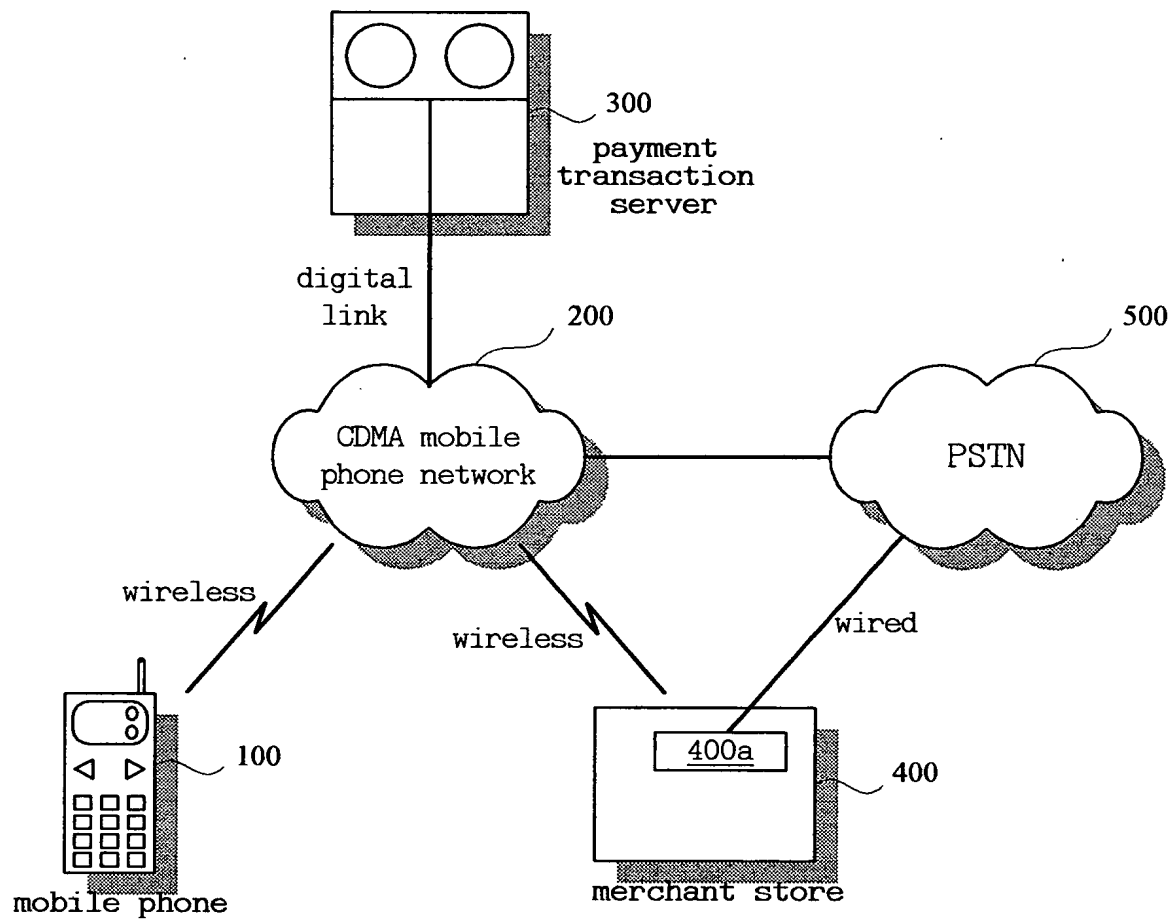 300
payment
transaction
server
digital
link
200
500
CDMA mobile
phone network
PSTN
wireless
wireless
wired
100
400a
400
mobile phone
merchant store